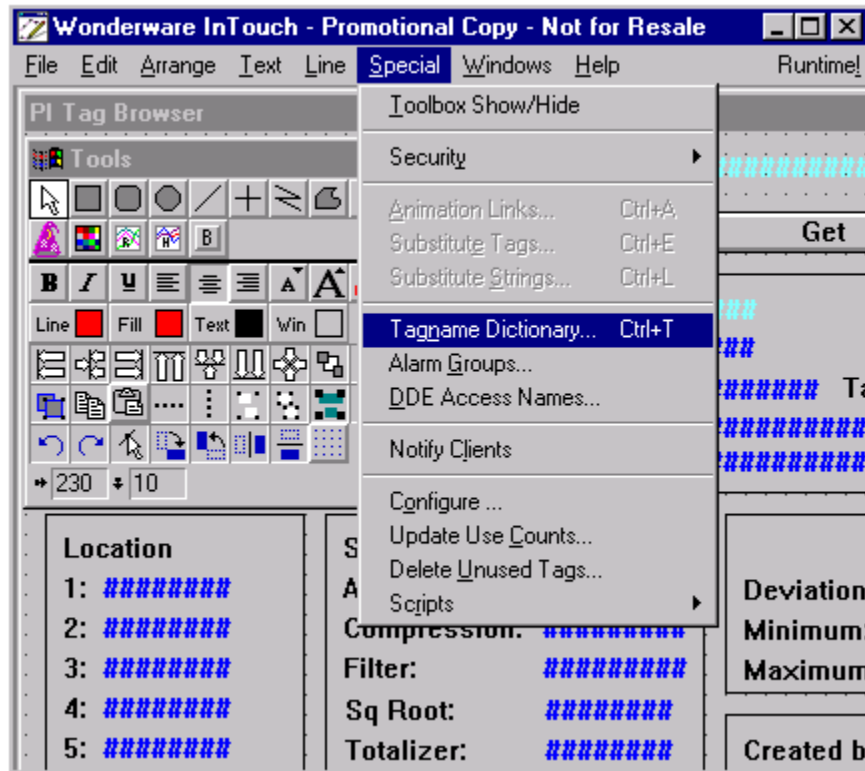 Wonderware InTouch - Promotional Copy - Not for Resale
File Edit Arrange Text Line Special Windows Help Runtime!
PI Tag Browser
Toolbox Show/Hide
Tools
Security
##########
Animation Links... Ctrl+A
Substitute Tags... Ctrl+E
Substitute Strings... Ctrl+L
Get
B
B I U A A
Line Fill Text Win
Tagname Dictionary... Ctrl+T
Alarm Groups...
DDE Access Names...
###
###
####### Ta
##########
##########
Notify Clients
230 10
Configure ...
Update Use Counts...
Delete Unused Tags...
Scripts
Location
1: ########
2: ########
3: ########
4: ########
5: ########
S
A
Compression: #########
Filter: #########
Sq Root: ########
Totalizer: ########
Deviation
Minimum:
Maximum
Created b